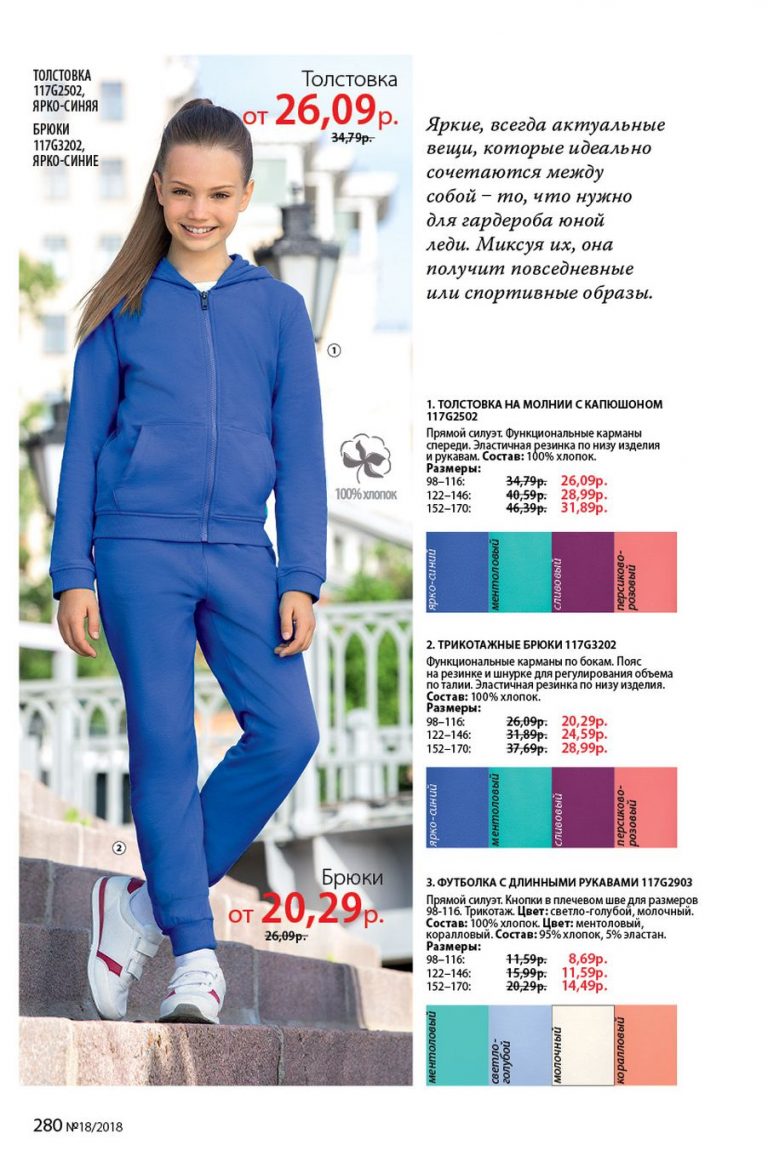 ТОЛСТОВКА
117G2502,
ЯРКО-СИНЯЯ
БРЮКИ
117G3202,
ЯРКО-СИНИЕ
Толстовка
от 26,09р.
34,79р.
Яркие, всегда актуальные
вещи, которые идеально
сочетаются между
собой – то, что нужно
для гардероба юной
леди. Миксуя их, она
получит повседневные
или спортивные образы.
1
100% хлопок
1. ТОЛСТОВКА НА МОЛНИИ С КАПЮШОНОМ
117G2502
Прямой силуэт. Функциональные карманы
спереди. Эластичная резинка по низу изделия
и рукавам. Состав: 100% хлопок.
Размеры:
98–116: 34,79р. 26,09р.
122–146: 40,59р. 28,99р.
152–170: 46,39р. 31,89р.
ярко-синий
ментоловый
сливовый
персиково-
розовый
2. ТРИКОТАЖНЫЕ БРЮКИ 117G3202
Функциональные карманы по бокам. Пояс
на резинке и шнурке для регулирования объема
по талии. Эластичная резинка по низу изделия.
Состав: 100% хлопок.
Размеры:
98–116: 26,09р. 20,29р.
122–146: 31,89р. 24,59р.
152–170: 37,69р. 28,99р.
ярко-синий
ментоловый
сливовый
персиково-
розовый
2
Брюки
от 20,29р.
26,09р.
3. ФУТБОЛКА С ДЛИННЫМИ РУКАВАМИ 117G2903
Прямой силуэт. Кнопки в плечевом шве для размеров
98-116. Трикотаж. Цвет: светло-голубой, молочный.
Состав: 100% хлопок. Цвет: ментоловый,
коралловый. Состав: 95% хлопок, 5% эластан.
Размеры:
98–116: 11,59р. 8,69р.
122–146: 15,99р. 11,59р.
152–170: 20,29р. 14,49р.
ментоловый
светло-
голубой
молочный
коралловый
280 №18/2018